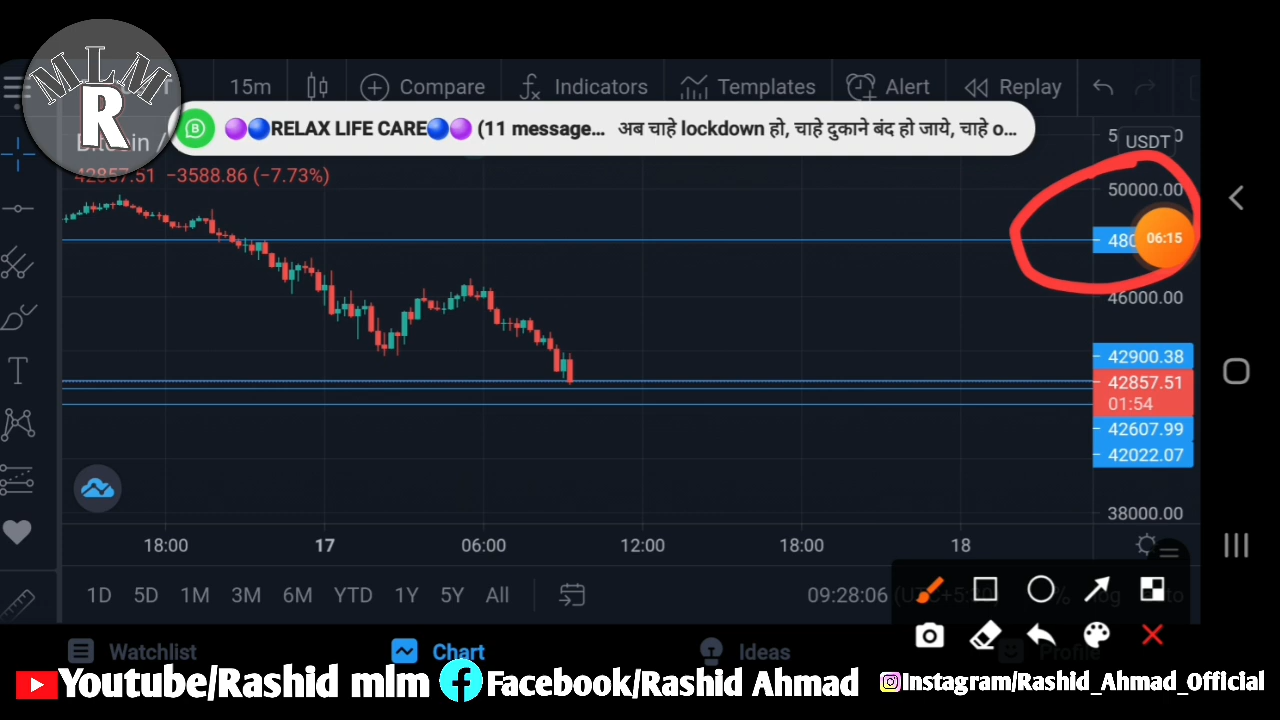 MLM
R
15m Compare Indicators Templates Alert Replay
RELAX LIFE CARE (11 message... अब चाहे lockdown हो, चाहे दुकाने बंद हो जाये, चाहे o...
USDT
42857.51 −3588.86 (−7.73%)
50000.00
480
06:15
46000.00
42900.38
42857.51
01:54
42607.99
42022.07
38000.00
18:00 17 06:00 12:00 18:00 18
1D 5D 1M 3M 6M YTD 1Y 5Y All 09:28:06
Watchlist Chart Ideas Profile
Youtube/Rashid mlm Facebook/Rashid Ahmad Instagram/Rashid_Ahmad_Official